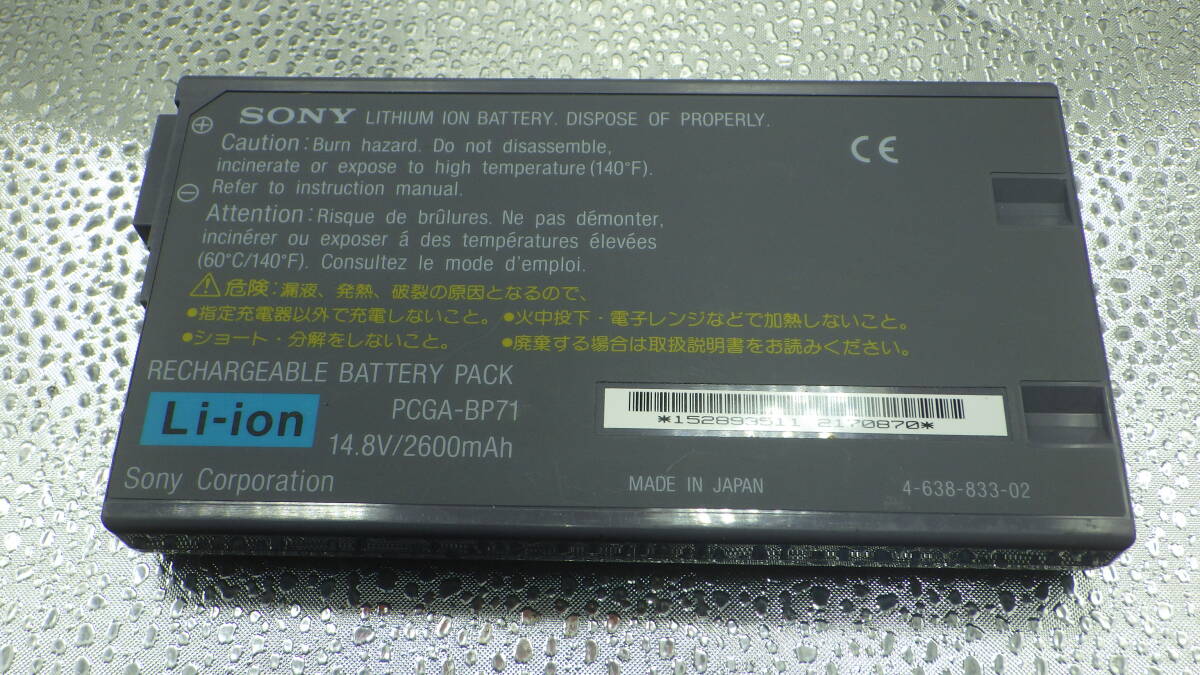 SONY LITHIUM ION BATTERY. DISPOSE OF PROPERLY.
Caution: Burn hazard. Do not disassemble,
incinerate or expose to high temperature (140°F).
Refer to instruction manual.
Attention: Risque de brûlures. Ne pas démonter,
incinérer ou exposer á des températures élevées
(60°C/140°F). Consultez le mode d'emploi.
⚠危険:漏液、発熱、破裂の原因となるので、
●指定充電器以外で充電しないこと。 ●火中投下・電子レンジなどで加熱しないこと。
●ショート・分解をしないこと。 ●廃棄する場合は取扱説明書をお読みください。
RECHARGEABLE BATTERY PACK
Li-ion PCGA-BP71
14.8V/2600mAh
Sony Corporation
CE
*152893511 2170870*
MADE IN JAPAN 4-638-833-02